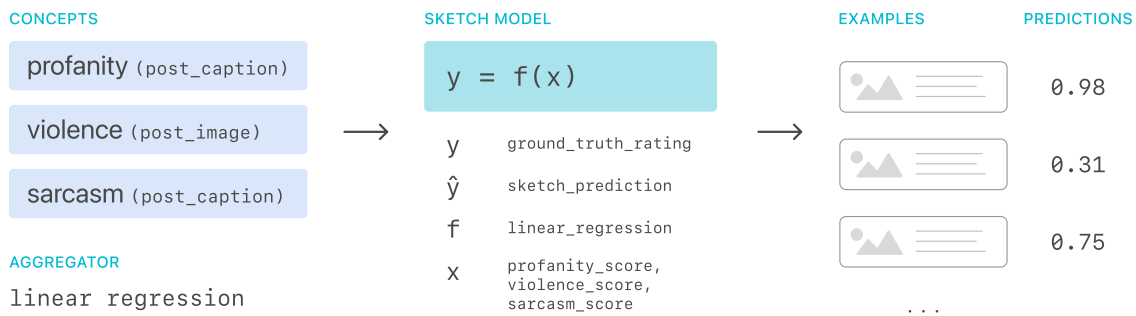 CONCEPTS
profanity (post_caption)
violence (post_image)
sarcasm (post_caption)
AGGREGATOR
linear regression
SKETCH MODEL
y = f(x)
y ground_truth_rating
ŷ sketch_prediction
f linear_regression
x profanity_score,
violence_score,
sarcasm_score
EXAMPLES PREDICTIONS
0.98
0.31
0.75
...